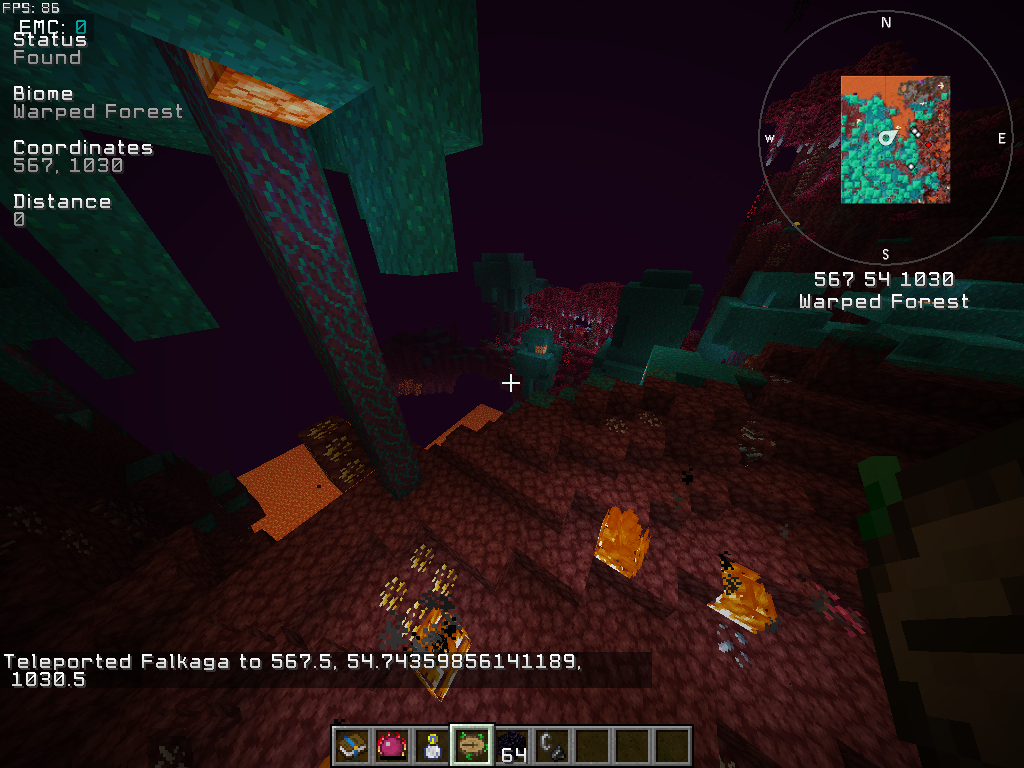 FPS: 86
EMC: 0
Status
Found
Biome
Warped Forest
Coordinates
567, 1030
Distance
0
N
W
E
S
567 54 1030
Warped Forest
Teleported Falkaga to 567.5, 54.74359856141189,
1030.5
64